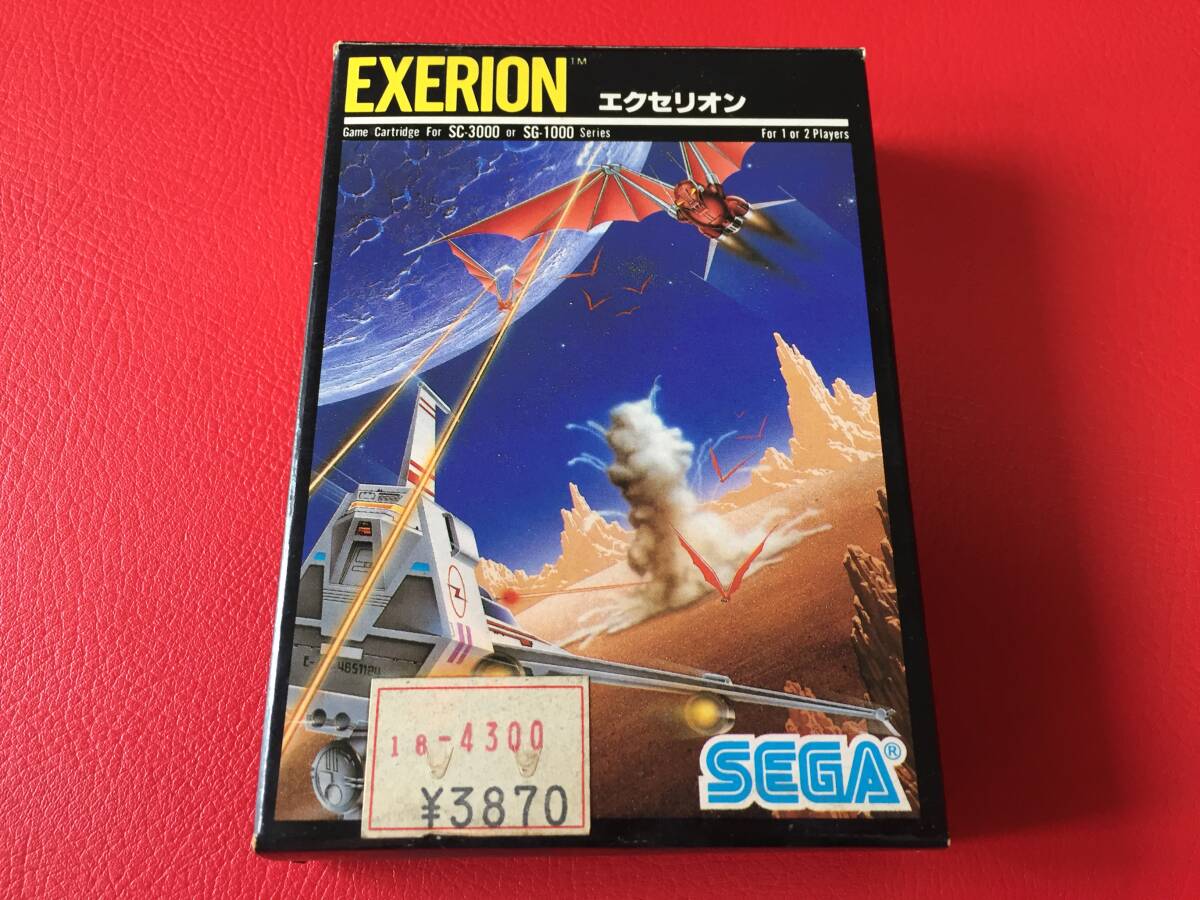 EXERION™ エクセリオン
Game Cartridge For SC-3000 or SG-1000 Series For 1 or 2 Players
4851124
18-4300
¥3870
SEGA®